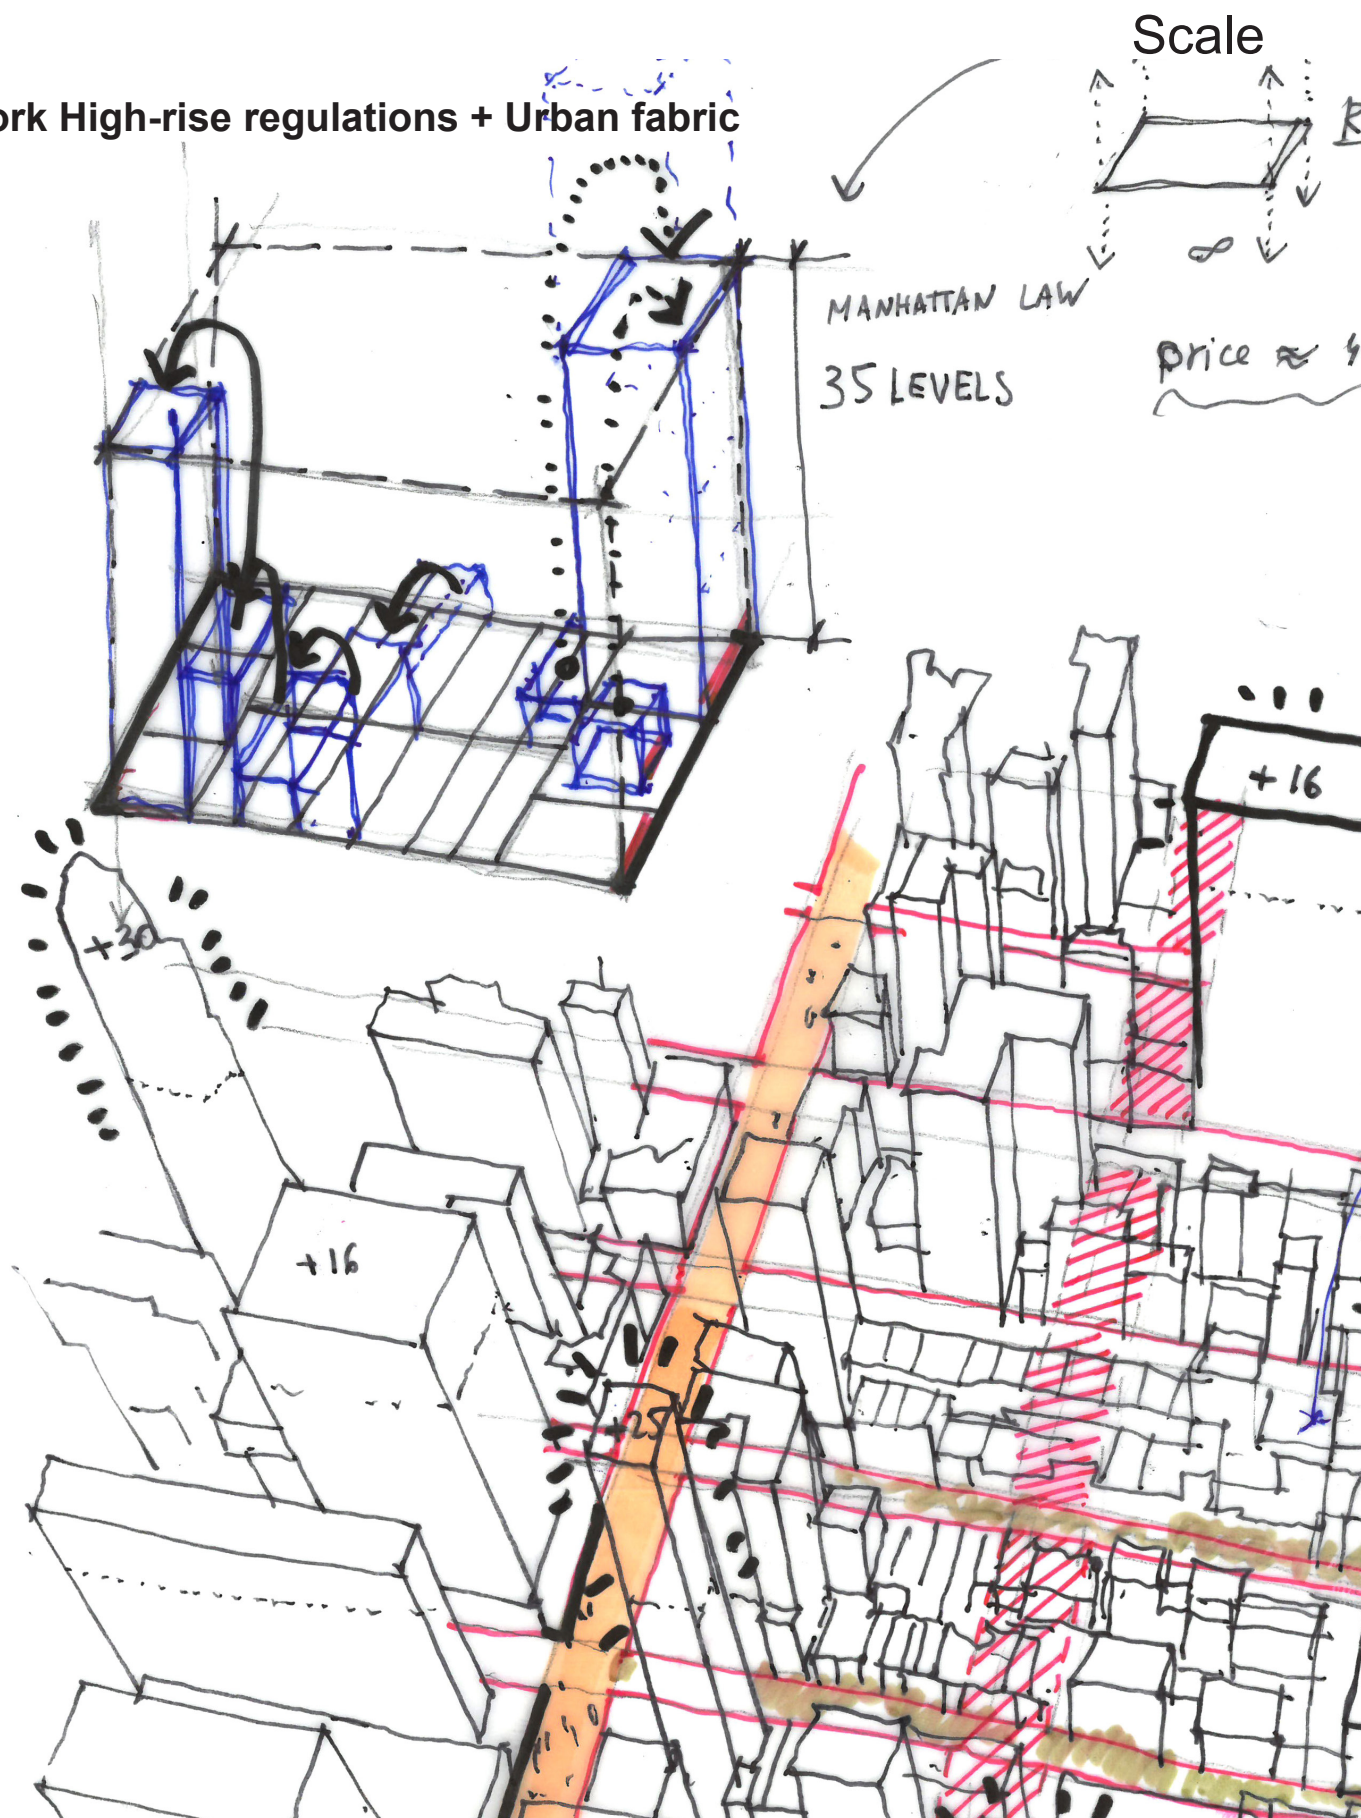 Scale
ork High-rise regulations + Urban fabric
∞
MANHATTAN LAW
35 LEVELS
price ≈
+16
+30
+16
+25